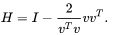 $H = I - \frac{2}{v^T v} v v^T.$